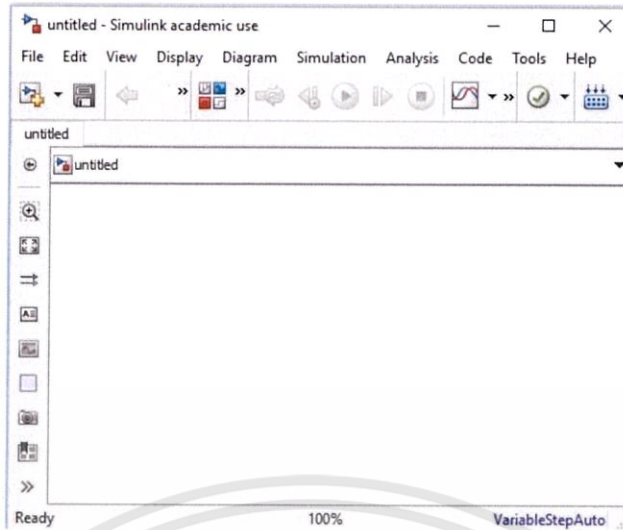 untitled - Simulink academic use
File Edit View Display Diagram Simulation Analysis Code Tools Help
untitled
untitled
Ready 100% VariableStepAuto